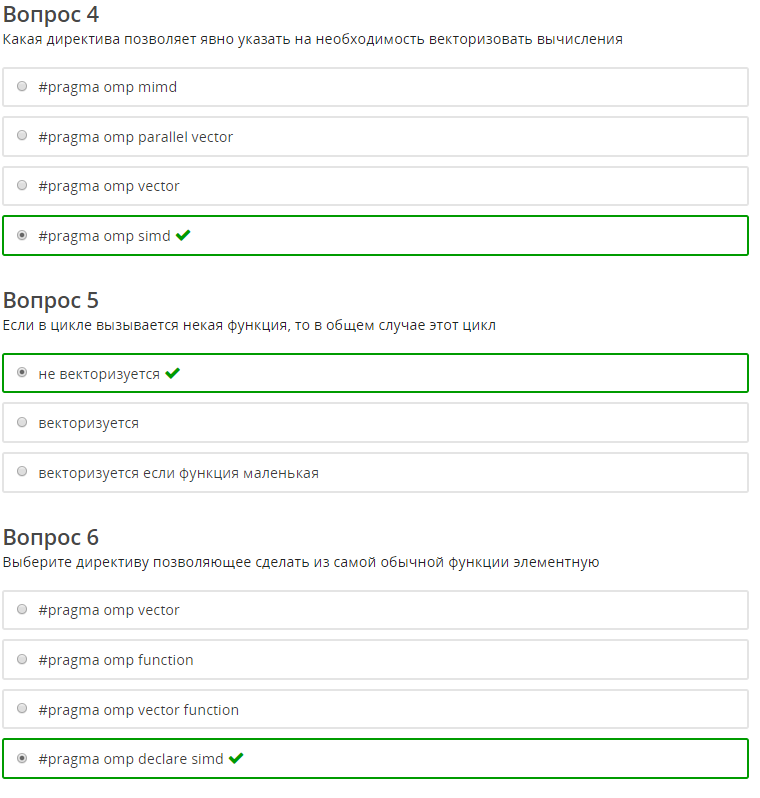 Вопрос 4
Какая директива позволяет явно указать на необходимость векторизовать вычисления
#pragma omp mimd
#pragma omp parallel vector
#pragma omp vector
#pragma omp simd
Вопрос 5
Если в цикле вызывается некая функция, то в общем случае этот цикл
не векторизуется
векторизуется
векторизуется если функция маленькая
Вопрос 6
Выберите директиву позволяющее сделать из самой обычной функции элементную
#pragma omp vector
#pragma omp function
#pragma omp vector function
#pragma omp declare simd